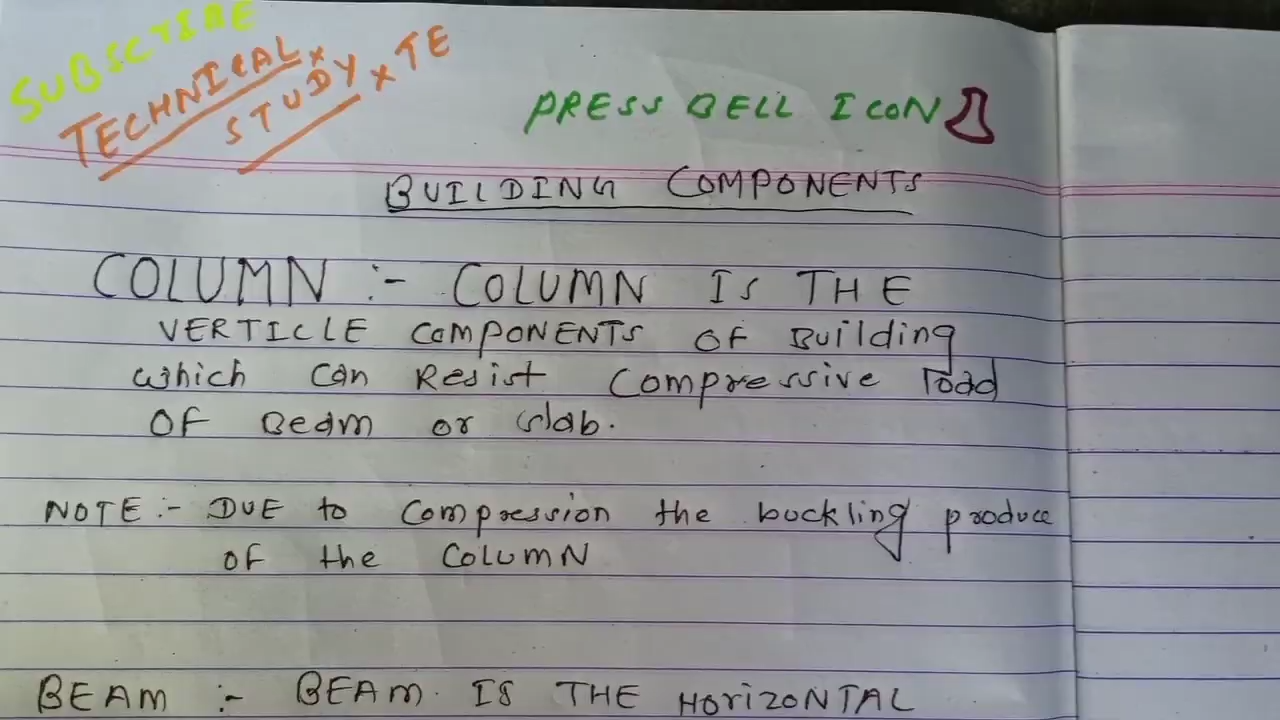 SUBSCTIRE
TECHNICAL x
STUDY x TE
PRESS BELL ICON
BUILDING COMPONENTS
COLUMN :- COLUMN IS THE
VERTICLE COMPONENTS OF Building
which can Resist Compressive load
OF Beam or slab.
NOTE :- DUE to compression the buckling produce
OF the COLUMN
BEAM :- BEAM IS THE HORIZONTAL